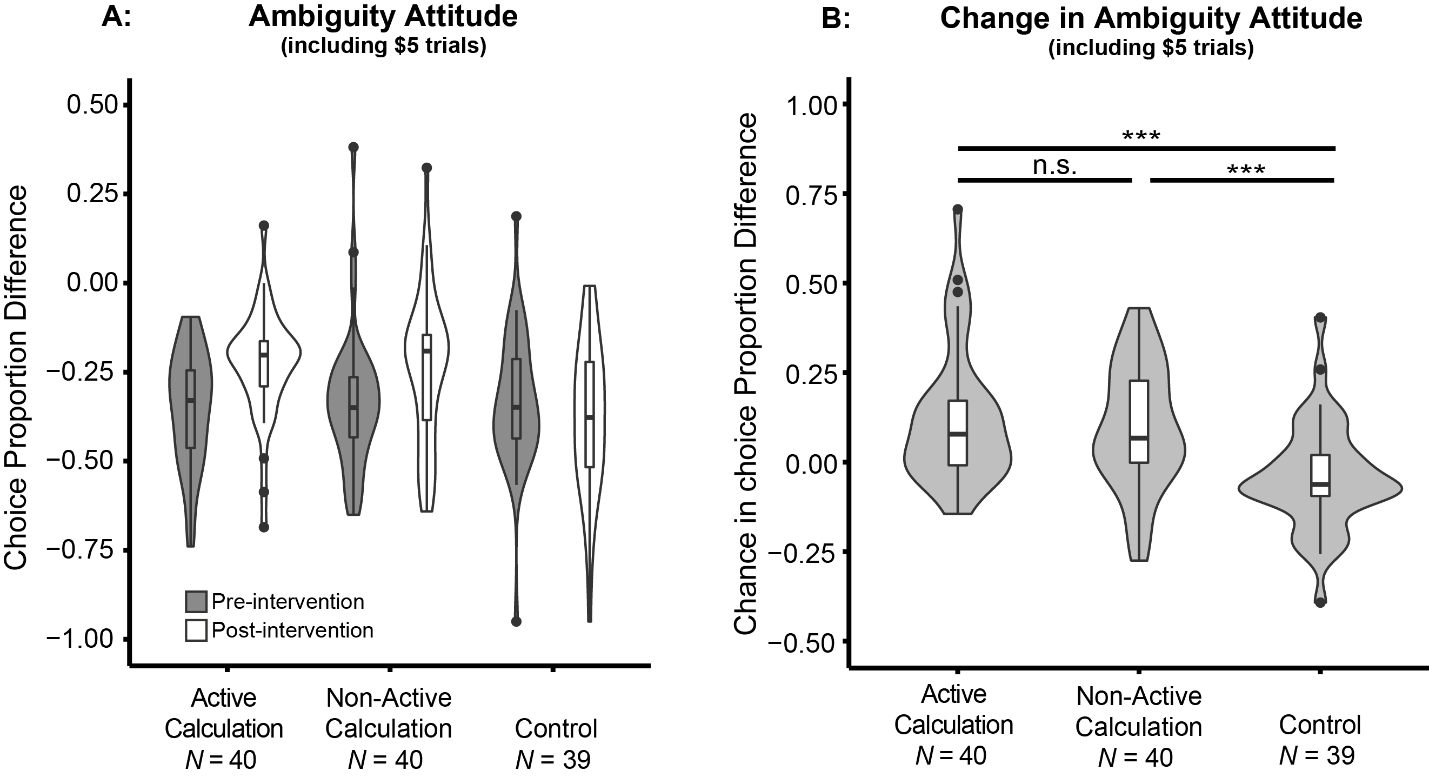 A:
Ambiguity Attitude
(including $5 trials)
Choice Proportion Difference
0.50
0.25
0.00
−0.25
−0.50
−0.75
−1.00
Pre-intervention
Post-intervention
Active
Calculation
N = 40
Non-Active
Calculation
N = 40
Control
N = 39
B:
Change in Ambiguity Attitude
(including $5 trials)
Chance in choice Proportion Difference
1.00
0.75
0.50
0.25
0.00
−0.25
−0.50
***
n.s.
***
Active
Calculation
N = 40
Non-Active
Calculation
N = 40
Control
N = 39